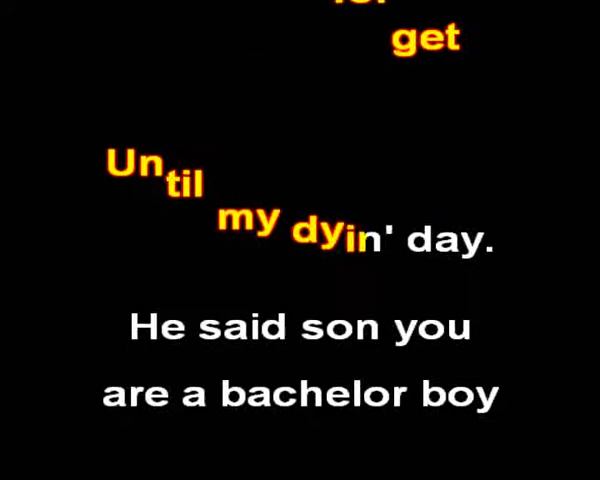 get
Until
my dyin' day.
He said son you
are a bachelor boy